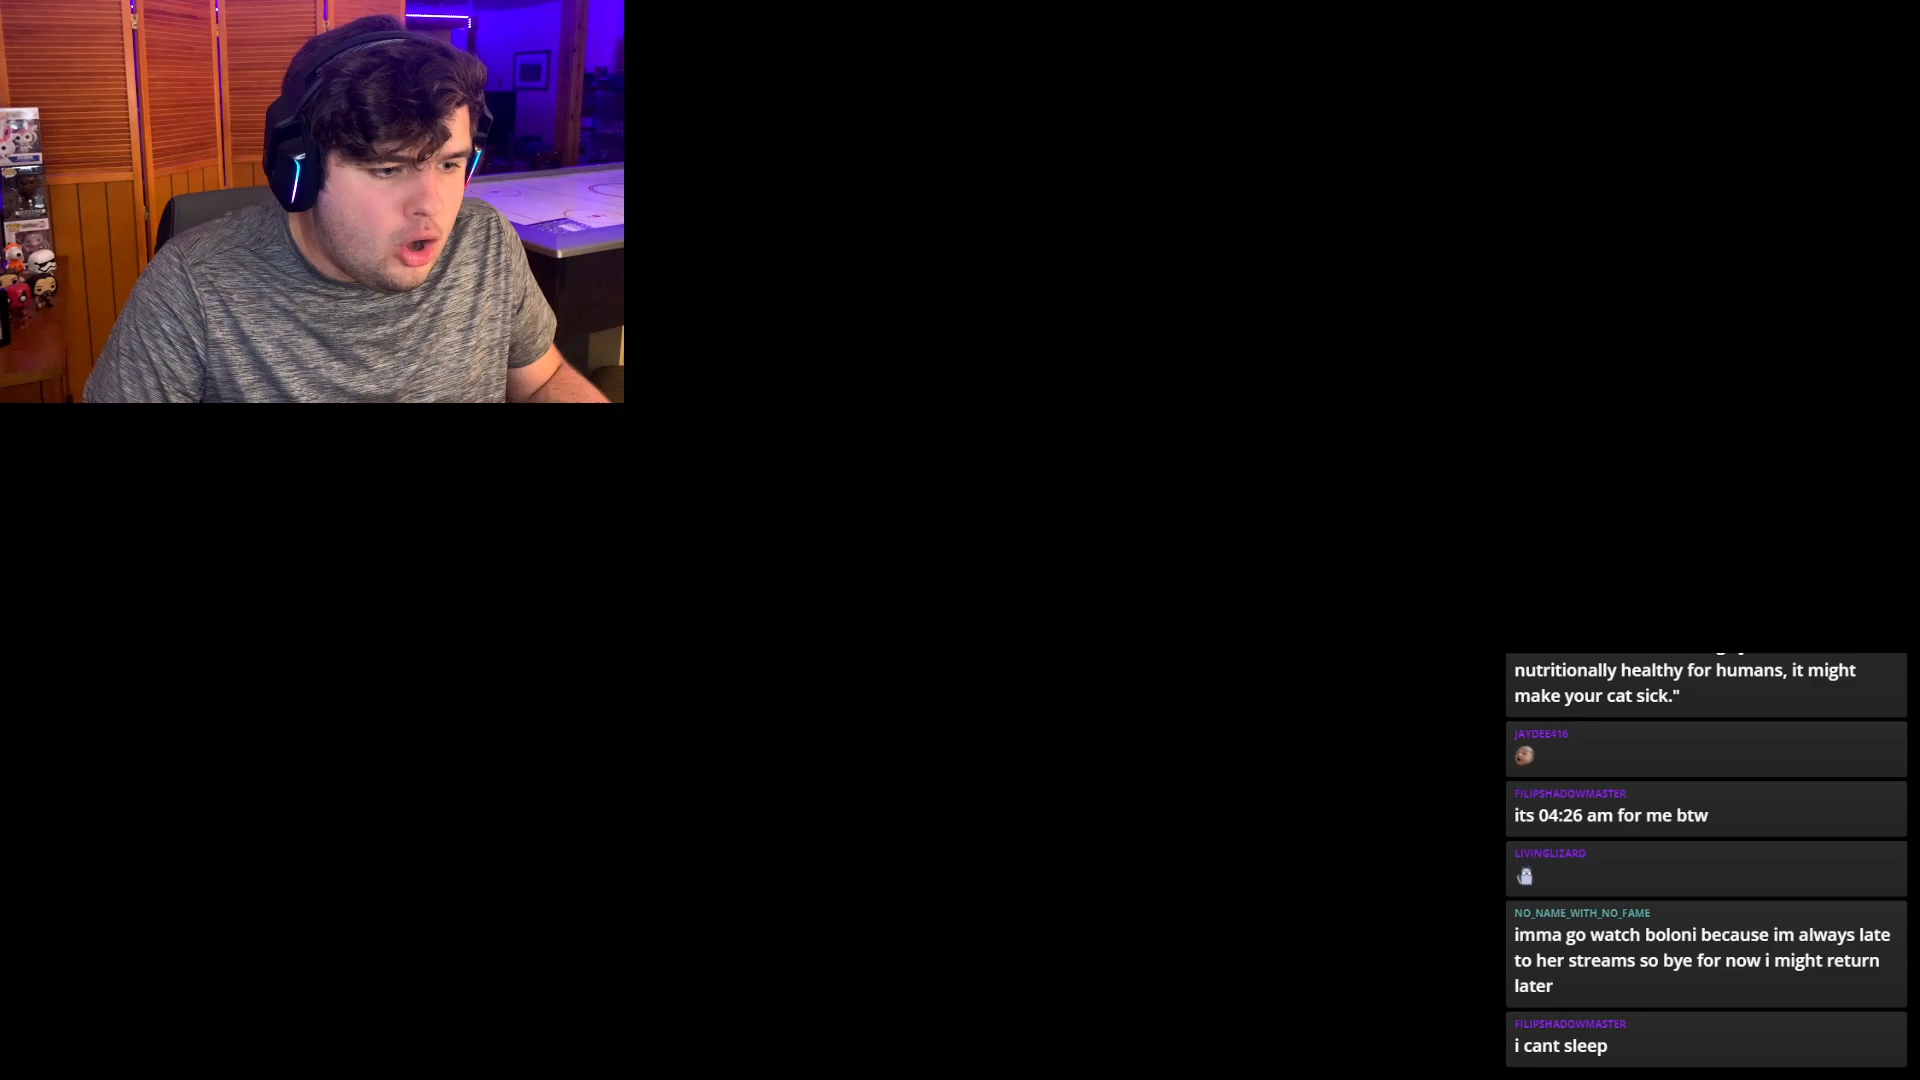 nutritionally healthy for humans, it might
make your cat sick."
JAYDEE416
FILIPSHADOWMASTER
its 04:26 am for me btw
LIVINGLIZARD
NO_NAME_WITH_NO_FAME
imma go watch boloni because im always late
to her streams so bye for now i might return
later
FILIPSHADOWMASTER
i cant sleep